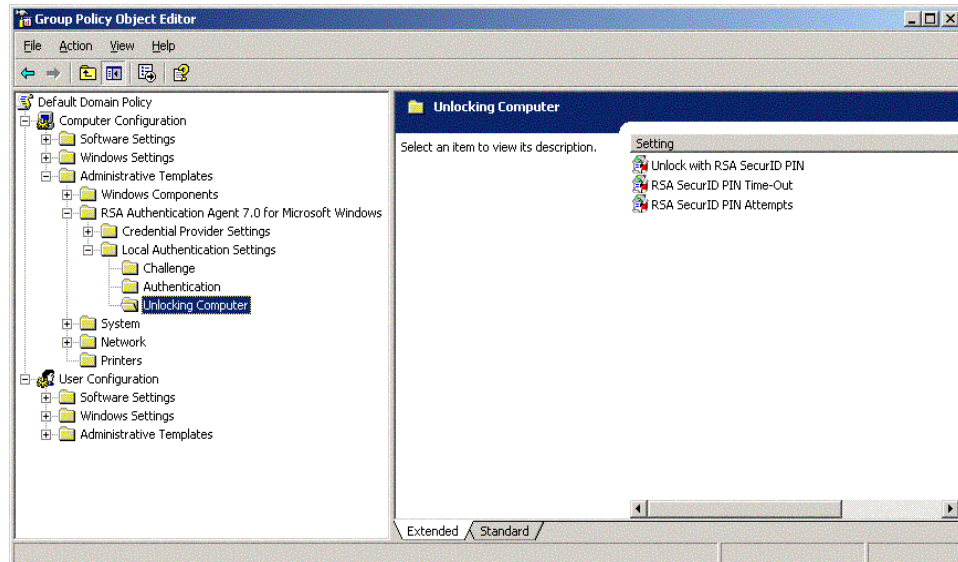 Group Policy Object Editor
File Action View Help
Default Domain Policy
Computer Configuration
Software Settings
Windows Settings
Administrative Templates
Windows Components
RSA Authentication Agent 7.0 for Microsoft Windows
Credential Provider Settings
Local Authentication Settings
Challenge
Authentication
Unlocking Computer
System
Network
Printers
User Configuration
Software Settings
Windows Settings
Administrative Templates
Unlocking Computer
Select an item to view its description.
Setting
Unlock with RSA SecurID PIN
RSA SecurID PIN Time-Out
RSA SecurID PIN Attempts
Extended Standard